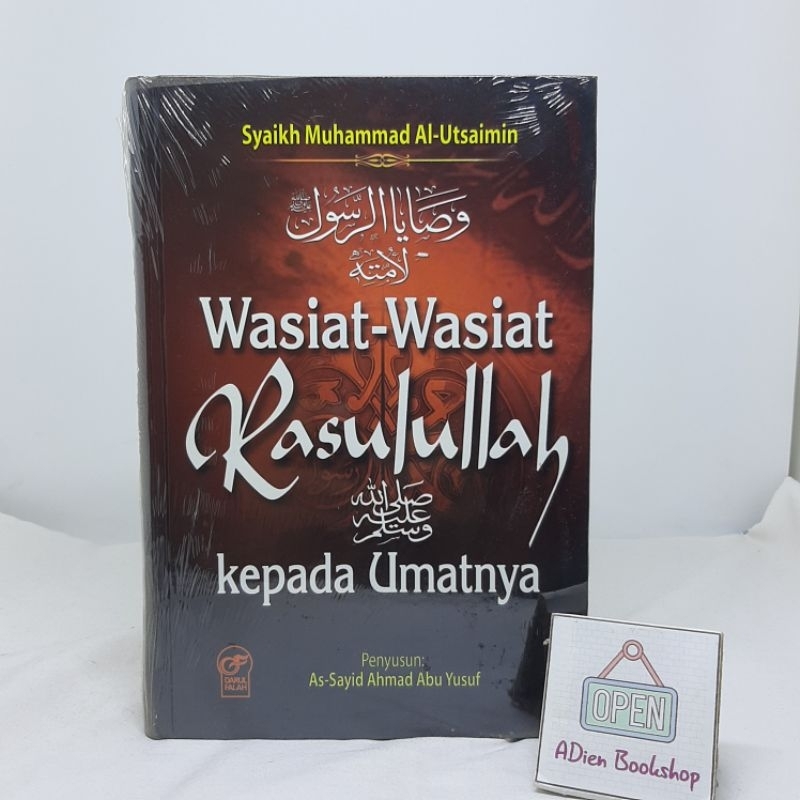 Syaikh Muhammad Al-Utsaimin
وصايا الرسول ﷺ
لأمته
Wasiat-Wasiat
Rasulullah
صلى الله
عليه
وسلم
kepada Umatnya
Penyusun:
As-Sayid Ahmad Abu Yusuf
DARUL
FALAH
OPEN
ADien Bookshop